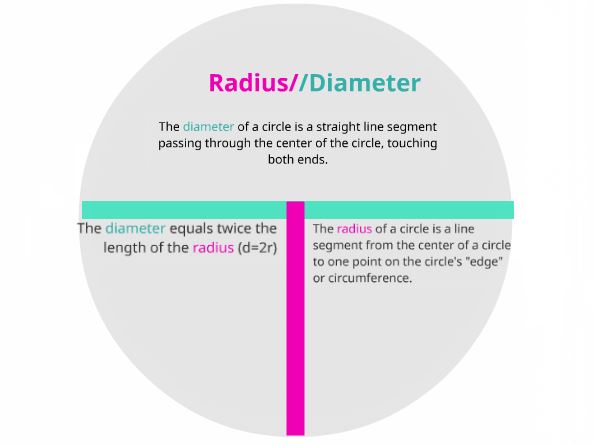 Radius//Diameter
The diameter of a circle is a straight line segment
passing through the center of the circle, touching
both ends.
The diameter equals twice the
length of the radius (d=2r)
The radius of a circle is a line
segment from the center of a circle
to one point on the circle's "edge"
or circumference.